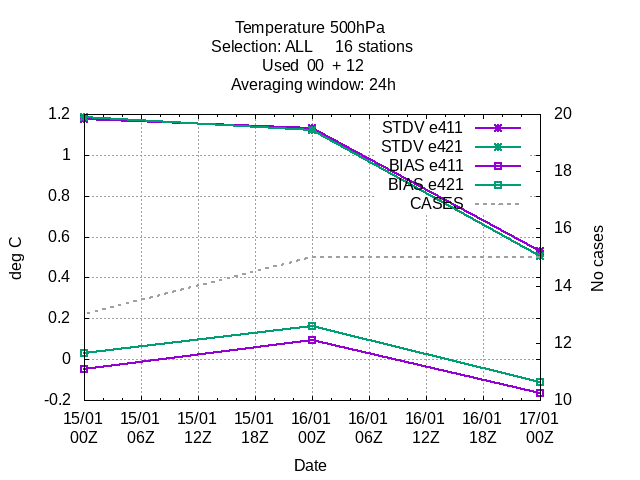 Temperature 500hPa
Selection: ALL     16 stations
Used  00  + 12
Averaging window: 24h
STDV e411
STDV e421
BIAS e411
BIAS e421
CASES
1.2
1
0.8
0.6
0.4
0.2
0
-0.2
deg C
20
18
16
14
12
10
No cases
15/01 15/01 15/01 15/01 16/01 16/01 16/01 16/01 17/01
00Z 06Z 12Z 18Z 00Z 06Z 12Z 18Z 00Z
Date